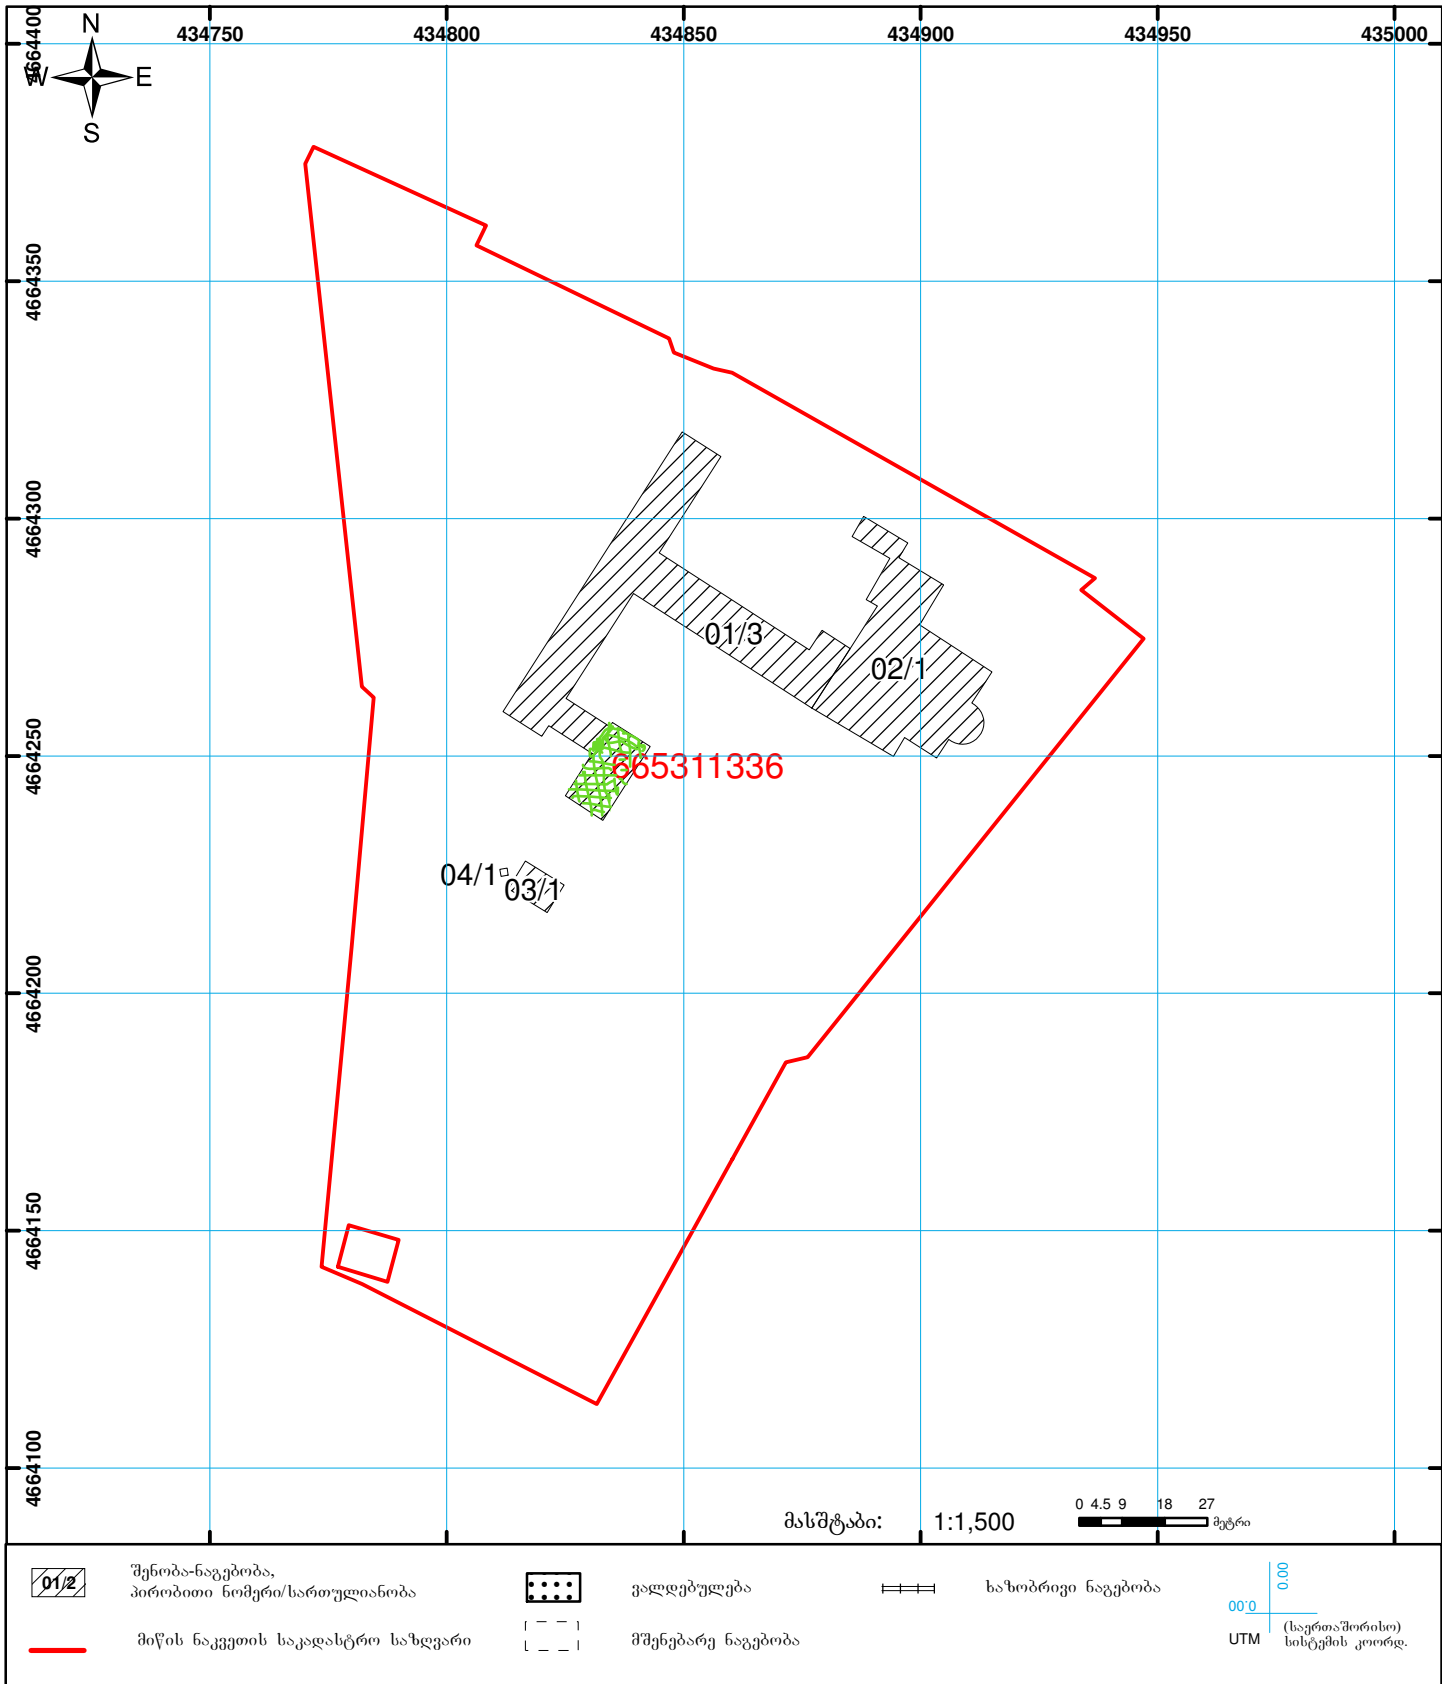 434750 434800 434850 434900 434950 435000
N
W E
S
4664400
4664350
4664300
4664250
4664200
4664150
4664100
01/3
02/1
665311336
04/1
03/1
მასშტაბი: 1:1,500
0 4.5 9 18 27
მეტრი
01/2
შენობა-ნაგებობა,
პირობითი ნომერი/სართულიანობა
ვალდებულება
ხაზობრივი ნაგებობა
მიწის ნაკვეთის საკადასტრო საზღვარი
მშენებარე ნაგებობა
00.0
00.0
UTM
(საერთაშორისო)
სისტემის კოორდ.